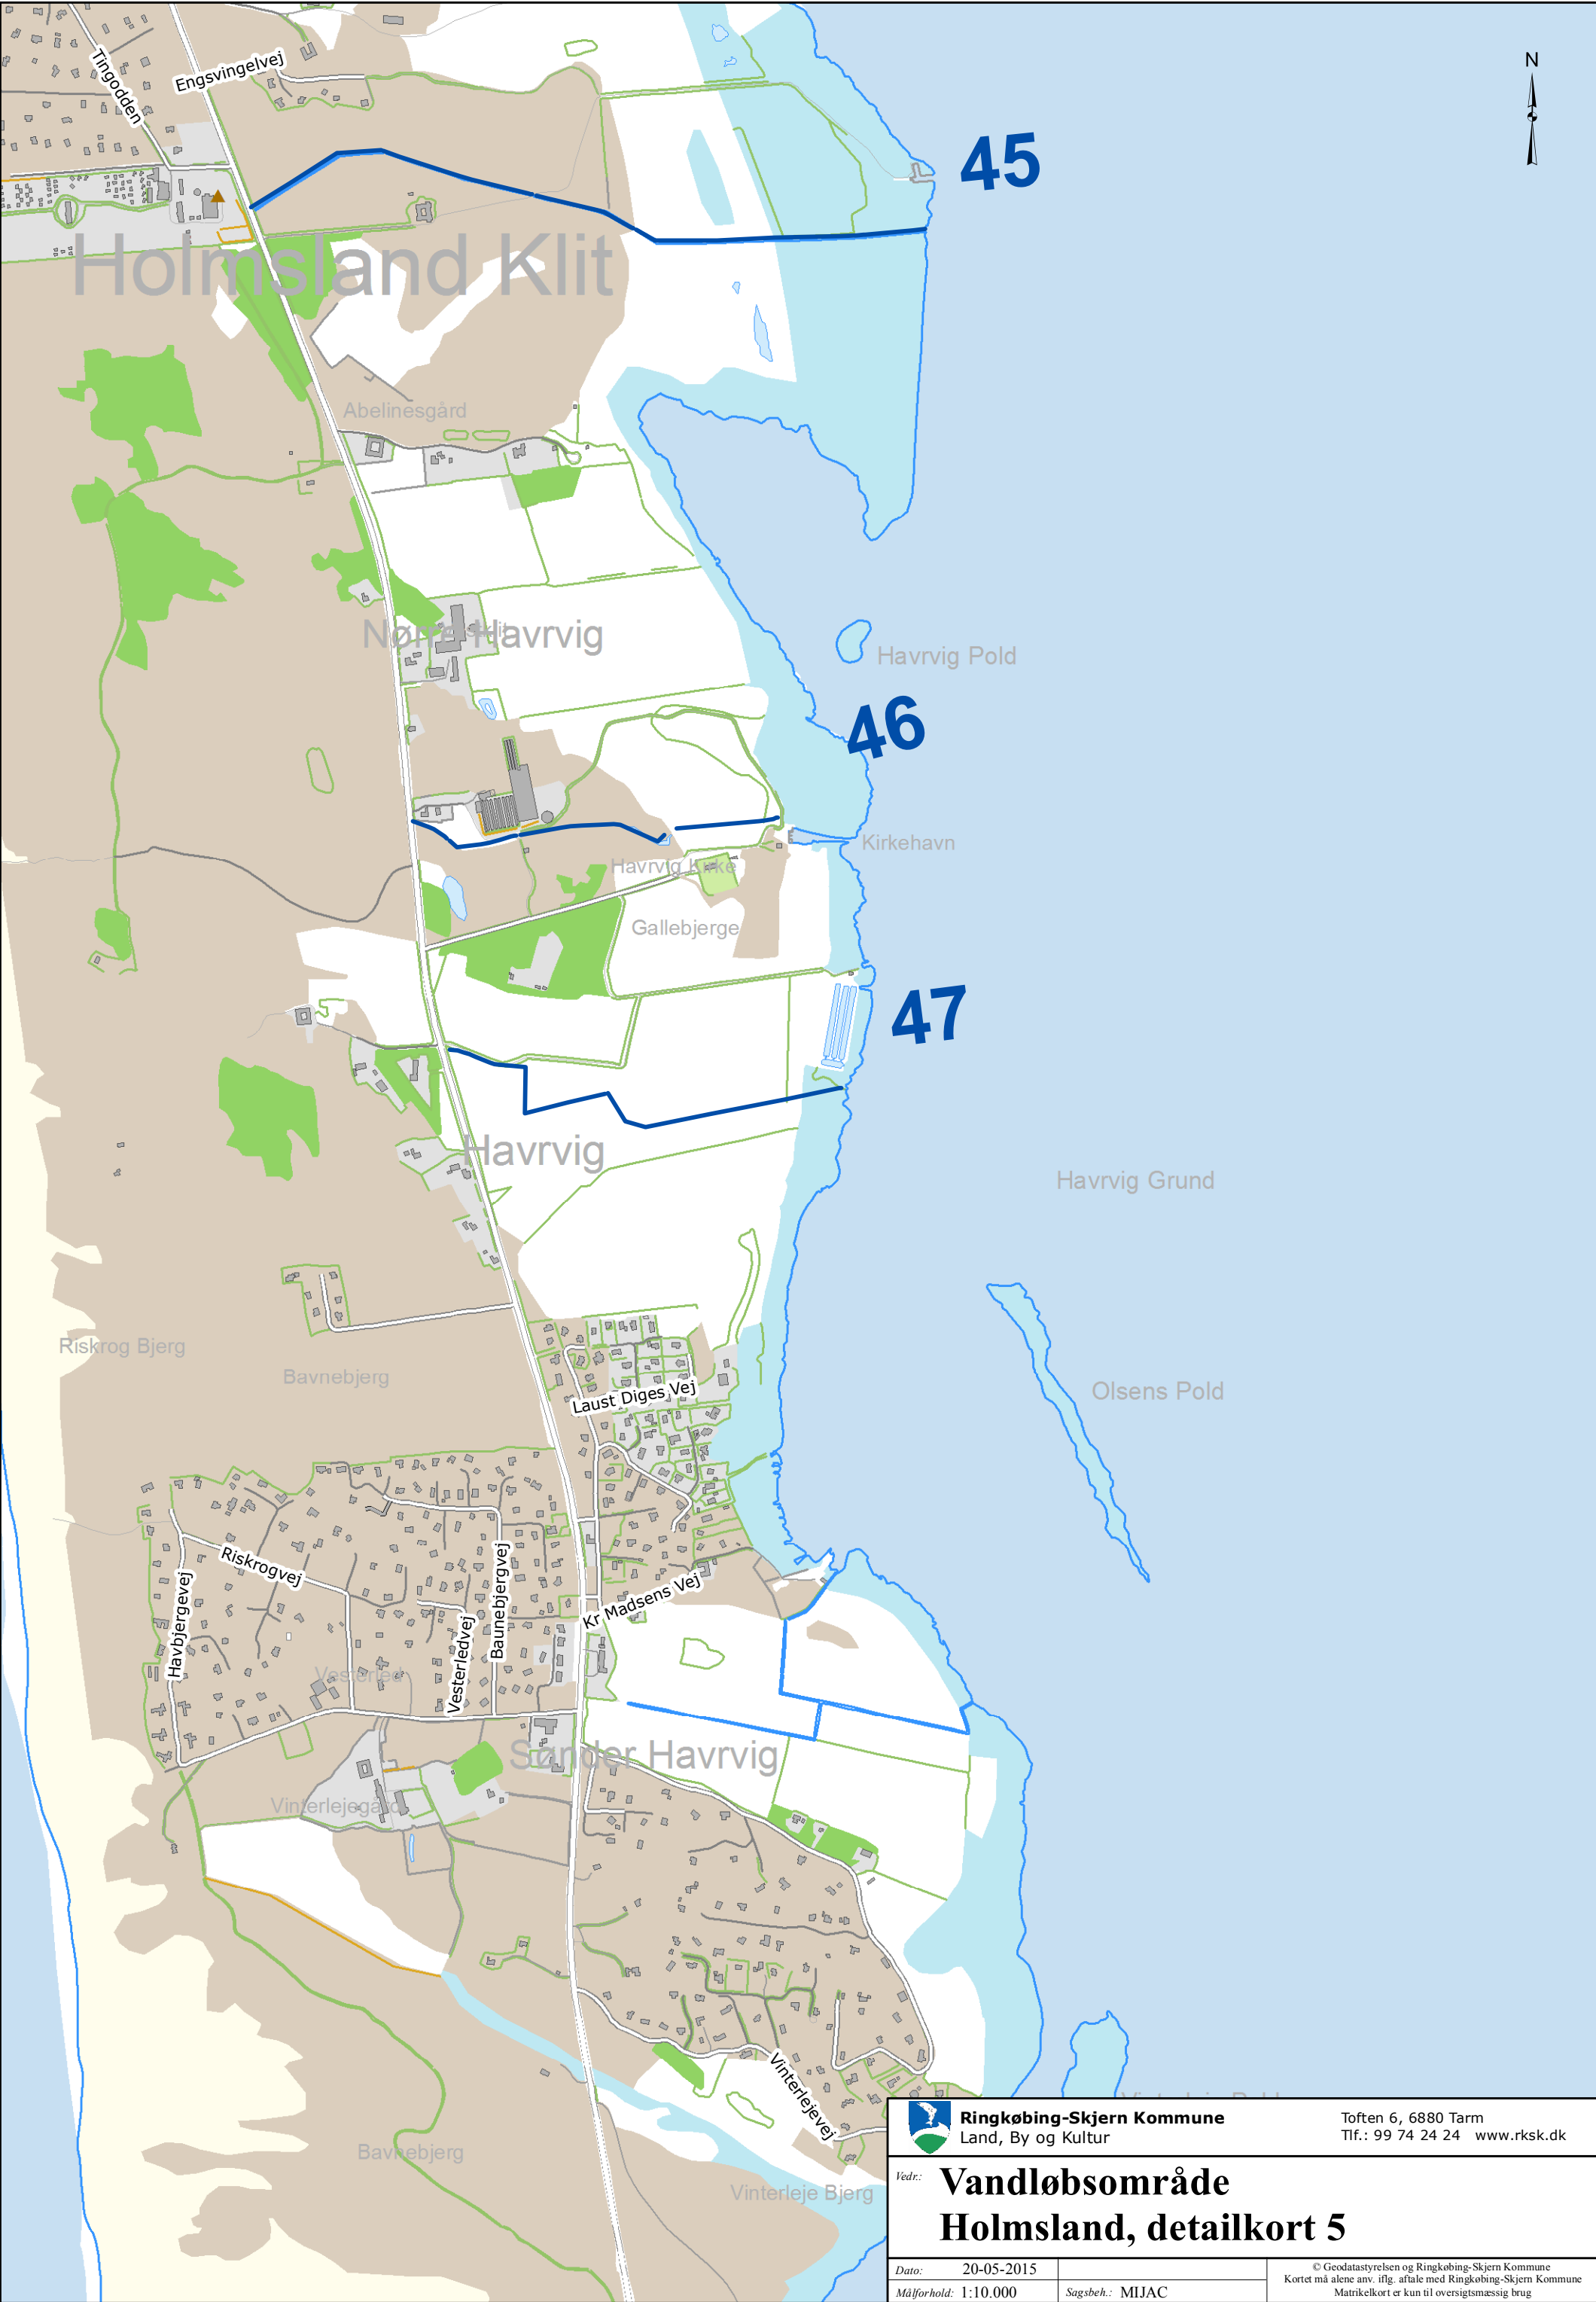 N
Tingodden
Engsvingelvej
45
Holmsland Klit
Abelinesgård
Nørre Havrvig
Havrvig Pold
46
Kirkehavn
Havrvig Kirke
Gallebjerge
47
Havrvig
Havrvig Grund
Riskrog Bjerg
Bavnebjerg
Laust Diges Vej
Olsens Pold
Riskrogvej
Havbjergevej
Baunebjergvej
Vesterledvej
Kr Madsens Vej
Vesterled
Sønder Havrvig
Vinterlejegård
Vinterlejevej
Bavnebjerg
Vinterleje Bjerg
Ringkøbing-Skjern Kommune
Land, By og Kultur
Toften 6, 6880 Tarm
Tlf.: 99 74 24 24 www.rksk.dk
Vedr.: Vandløbsområde
Holmsland, detailkort 5
Dato: 20-05-2015
Målforhold: 1:10.000
Sagsbeh.: MIJAC
© Geodatastyrelsen og Ringkøbing-Skjern Kommune
Kortet må alene anv. iflg. aftale med Ringkøbing-Skjern Kommune
Matrikelkort er kun til oversigtsmæssig brug